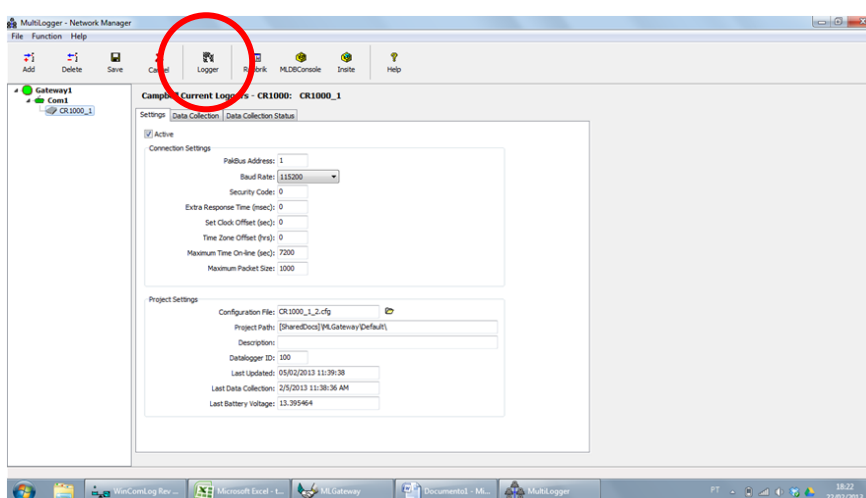 MultiLogger - Network Manager
File Function Help
Add Delete Save Logger MLDBConsole Insite Help
Gateway1
Com1
CR1000_1
Current Loggers - CR1000: CR1000_1
Settings Data Collection Data Collection Status
Active
Connection Settings
PakBus Address: 1
Baud Rate: 115200
Security Code: 0
Extra Response Time (msec): 0
Set Clock Offset (sec): 0
Time Zone Offset (hrs): 0
Maximum Time On-line (sec): 7200
Maximum Packet Size: 1000
Project Settings
Configuration File: CR1000_1_2.cfg
Project Path: [SharedDocs]\MLGateway\Default\
Description:
Datalogger ID: 100
Last Updated: 05/02/2013 11:39:38
Last Data Collection: 2/5/2013 11:38:36 AM
Last Battery Voltage: 13.395464
WinComLog Rev ... Microsoft Excel - t... MLGateway Documento1 - Mi... MultiLogger PT 18:22